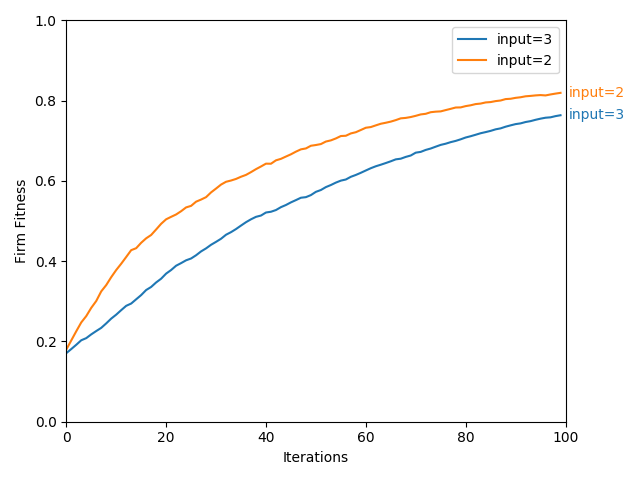 1.0
0.8
0.6
0.4
0.2
0.0
Firm Fitness
0 20 40 60 80 100
Iterations
input=3
input=2
input=2
input=3